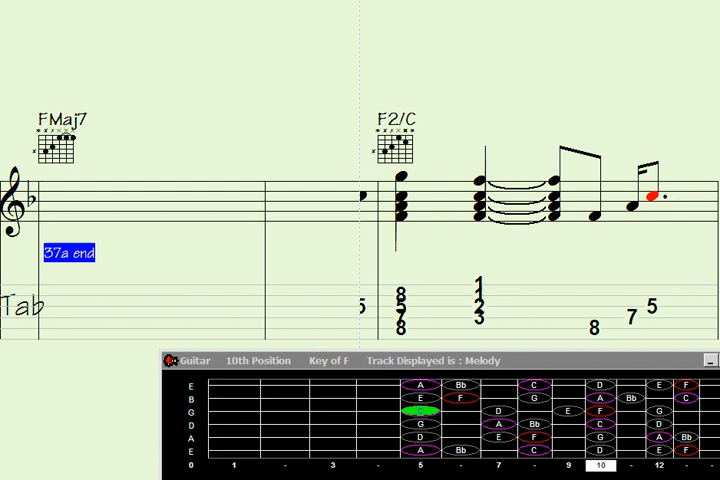 FMaj7 F2/C
37a end
Tab
5 8 5 7 8 1 1 2 3 8 7 5
Guitar 10th Position Key of F Track Displayed is : Melody
E A Bb C D E F
B E F G A Bb C
G D E F G
D G A Bb C D
A D E F G A Bb
E A Bb C D E F
0 1 - 3 - 5 - 7 - 9 10 - 12 - -